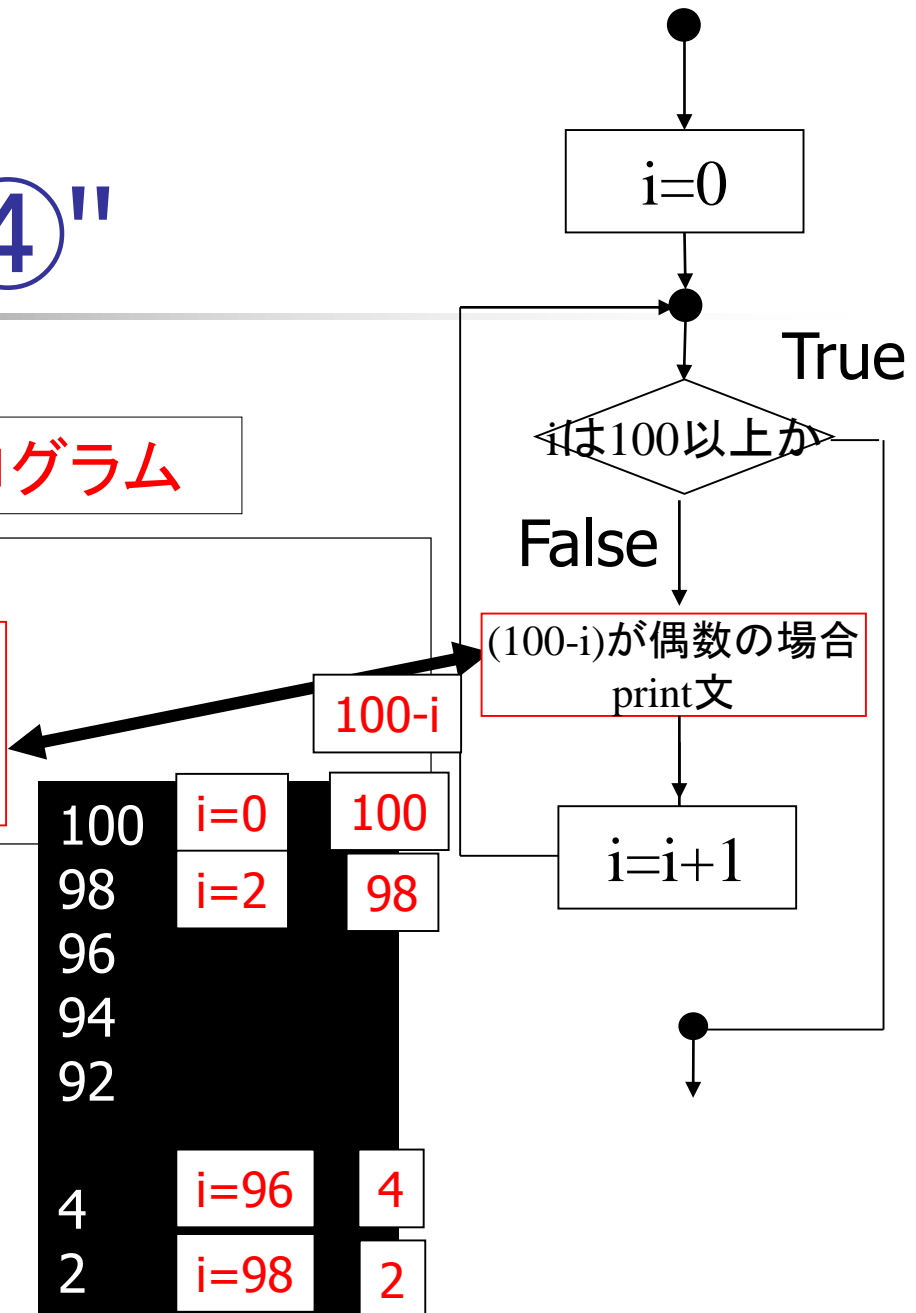 ④"
ログラム
i=0
True
iは100以上か
False
(100-i)が偶数の場合
print文
i=i+1
100-i
100 i=0 100
98 i=2 98
96
94
92
4 i=96 4
2 i=98 2